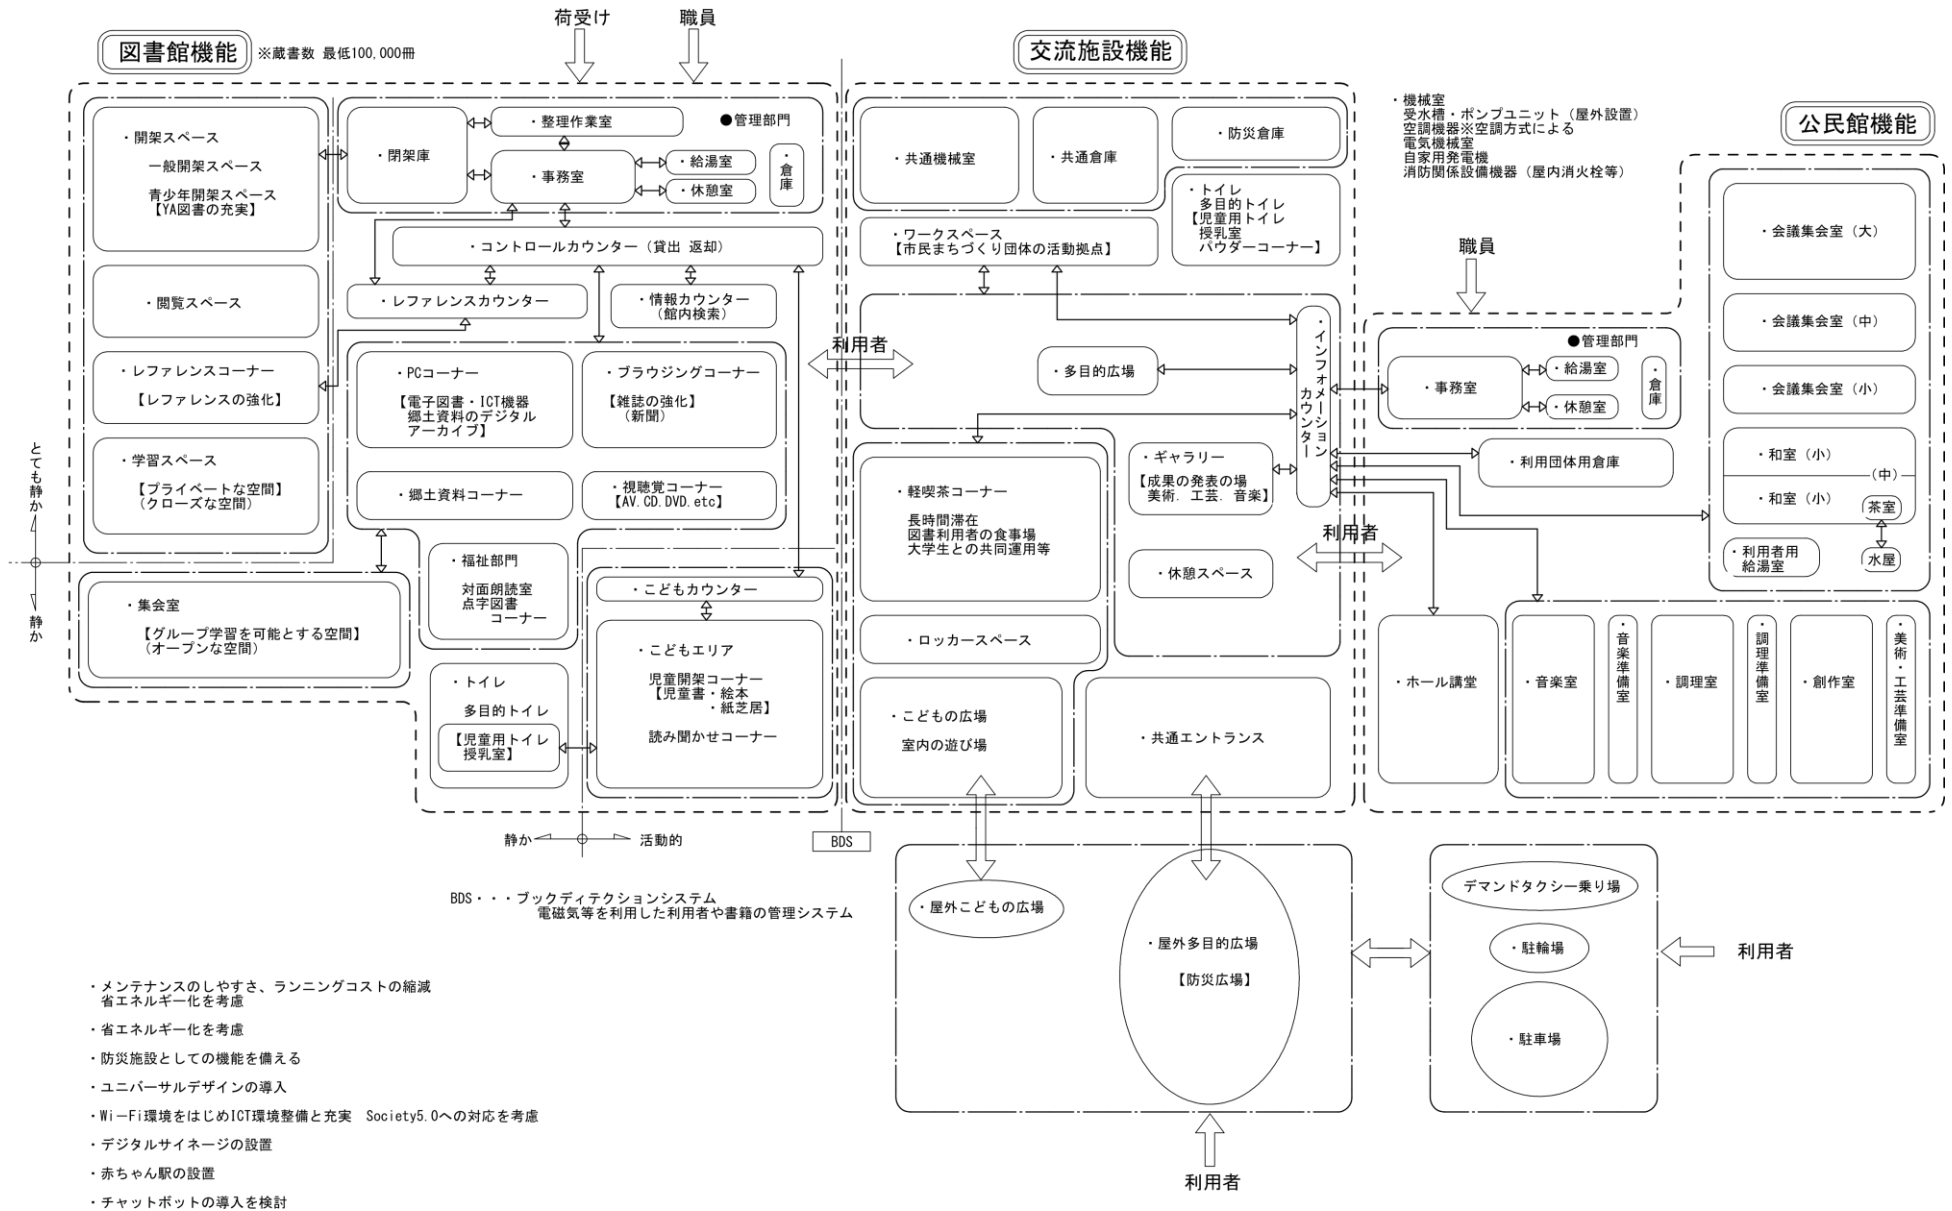 荷受け
職員
図書館機能
※蔵書数 最低100,000冊
・開架スペース
一般開架スペース
青少年開架スペース
【YA図書の充実】
・閲覧スペース
・レファレンスコーナー
【レファレンスの強化】
・学習スペース
【プライベートな空間】
(クローズな空間)
・集会室
【グループ学習を可能とする空間】
(オープンな空間)
とても静か
静か
・閉架庫
・整理作業室
●管理部門
・事務室
・給湯室
・休憩室
・倉庫
・コントロールカウンター(貸出 返却)
・レファレンスカウンター
・情報カウンター
(館内検索)
・PCコーナー
【電子図書・ICT機器
郷土資料のデジタル
アーカイブ】
・ブラウジングコーナー
【雑誌の強化】
(新聞)
・郷土資料コーナー
・視聴覚コーナー
【AV.CD.DVD.etc】
・福祉部門
対面朗読室
点字図書
コーナー
・こどもカウンター
・こどもエリア
児童開架コーナー
【児童書・絵本
・紙芝居】
読み聞かせコーナー
・トイレ
多目的トイレ
【児童用トイレ
授乳室】
静か
活動的
BDS
利用者
BDS・・・ブックディテクションシステム
電磁気等を利用した利用者や書籍の管理システム
交流施設機能
・共通機械室
・共通倉庫
・防災倉庫
・トイレ
多目的トイレ
【児童用トイレ
授乳室
パウダーコーナー】
・ワークスペース
【市民まちづくり団体の活動拠点】
・多目的広場
・インフォメーション
カウンター
・軽喫茶コーナー
長時間滞在
図書利用者の食事場
大学生との共同運用等
・ギャラリー
【成果の発表の場
美術．工芸．音楽】
・休憩スペース
・ロッカースペース
・こどもの広場
室内の遊び場
・共通エントランス
利用者
・機械室
受水槽・ポンプユニット(屋外設置)
空調機器※空調方式による
電気機械室
自家用発電機
消防関係設備機器(屋内消火栓等)
公民館機能
職員
●管理部門
・事務室
・給湯室
・休憩室
・倉庫
・利用団体用倉庫
・会議集会室(大)
・会議集会室(中)
・会議集会室(小)
・和室(小)
(中)
・和室(小)
茶室
・利用者用
給湯室
水屋
・ホール講堂
・音楽室
・音楽準備室
・調理室
・調理準備室
・創作室
・美術・工芸準備室
・屋外こどもの広場
・屋外多目的広場
【防災広場】
利用者
デマンドタクシー乗り場
・駐輪場
・駐車場
利用者
・メンテナンスのしやすさ、ランニングコストの縮減
省エネルギー化を考慮
・省エネルギー化を考慮
・防災施設としての機能を備える
・ユニバーサルデザインの導入
・Wi－Fi環境をはじめICT環境整備と充実　Society5.0への対応を考慮
・デジタルサイネージの設置
・赤ちゃん駅の設置
・チャットボットの導入を検討